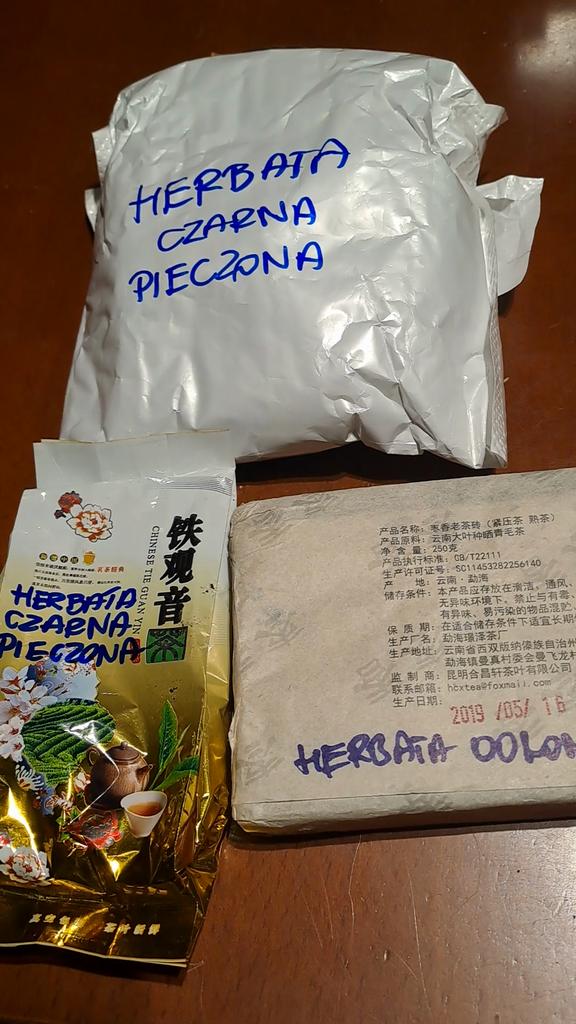 HERBATA
CZARNA
PIECZONA
铁观音
CHINESE TIE GUAN YIN
茶
HERBATA
CZARNA
PIECZONA
产品名称: 枣香老茶砖 (紧压茶 熟茶)
产品原料: 云南大叶种晒青毛茶
净 含 量: 250克
产品执行标准: GB/T22111
生产许可证号: SC11453282256140
产 地: 云南·勐海
储存条件: 本产品应存放在清洁、通风、
无异味环境下, 禁止与有毒、
有异味、易污染的物品混贮
保 质 期: 在适合储存条件下适宜长期
生产厂名: 勐海璟泽茶厂
生产地址: 云南省西双版纳傣族自治州
勐海镇曼真村委会曼飞龙村
监 制 商: 昆明合昌轩茶叶有限公司
联系邮箱: hcxtea@foxmail.com
生产日期:
2019 /05/ 16
HERBATA OOLON